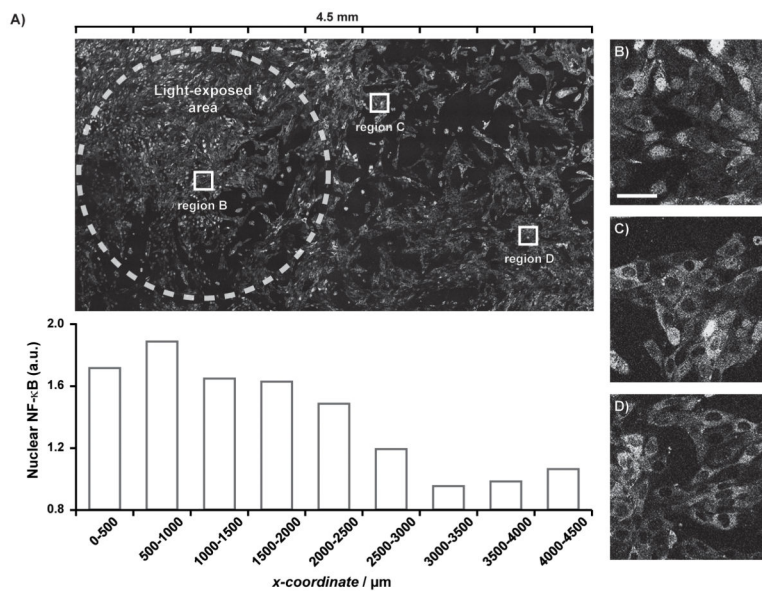 A)
4.5 mm
Light-exposed
area
region B
region C
region D
B)
C)
D)
Nuclear NF-κB (a.u.)
2.0
1.6
1.2
0.8
0-500
500-1000
1000-1500
1500-2000
2000-2500
2500-3000
3000-3500
3500-4000
4000-4500
x-coordinate / µm